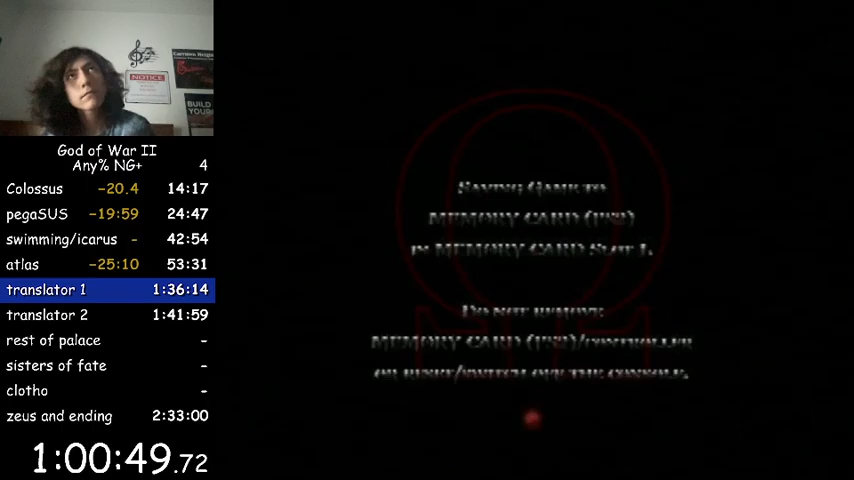 NOTICE
BUILD
YOUR
God of War II
Any% NG+ 4
Colossus -20.4 14:17
pegaSUS -19:59 24:47
swimming/icarus - 42:54
atlas -25:10 53:31
translator 1 1:36:14
translator 2 1:41:59
rest of palace -
sisters of fate -
clotho -
zeus and ending 2:33:00
1:00:49.72
Saving Game to
MEMORY CARD (PS2)
in MEMORY CARD Slot 1.
Do not remove
MEMORY CARD (PS2)/controller
or reset/switch off the console.